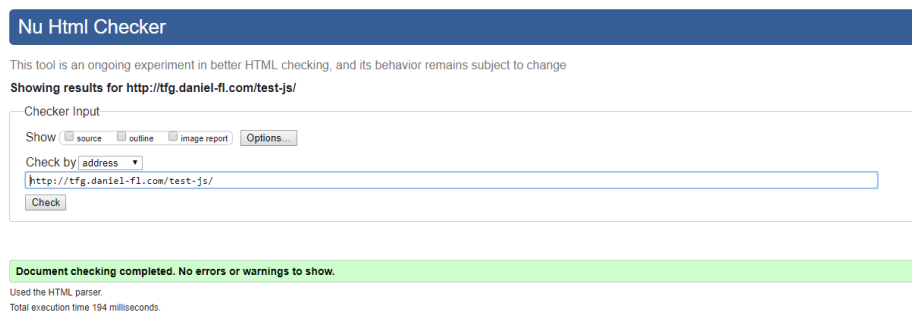 Nu Html Checker
This tool is an ongoing experiment in better HTML checking, and its behavior remains subject to change
Showing results for http://tfg.daniel-fl.com/test-js/
Checker Input
Show source outline image report Options...
Check by address
http://tfg.daniel-fl.com/test-js/
Check
Document checking completed. No errors or warnings to show.
Used the HTML parser.
Total execution time 194 milliseconds.